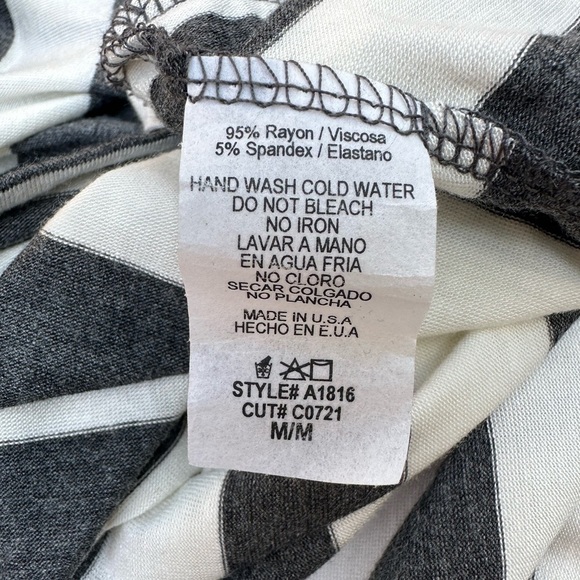 95% Rayon / Viscosa
5% Spandex / Elastano
HAND WASH COLD WATER
DO NOT BLEACH
NO IRON
LAVAR A MANO
EN AGUA FRIA
NO CLORO
SECAR COLGADO
NO PLANCHA
MADE IN U.S.A
HECHO EN E.U.A
STYLE# A1816
CUT# C0721
M/M